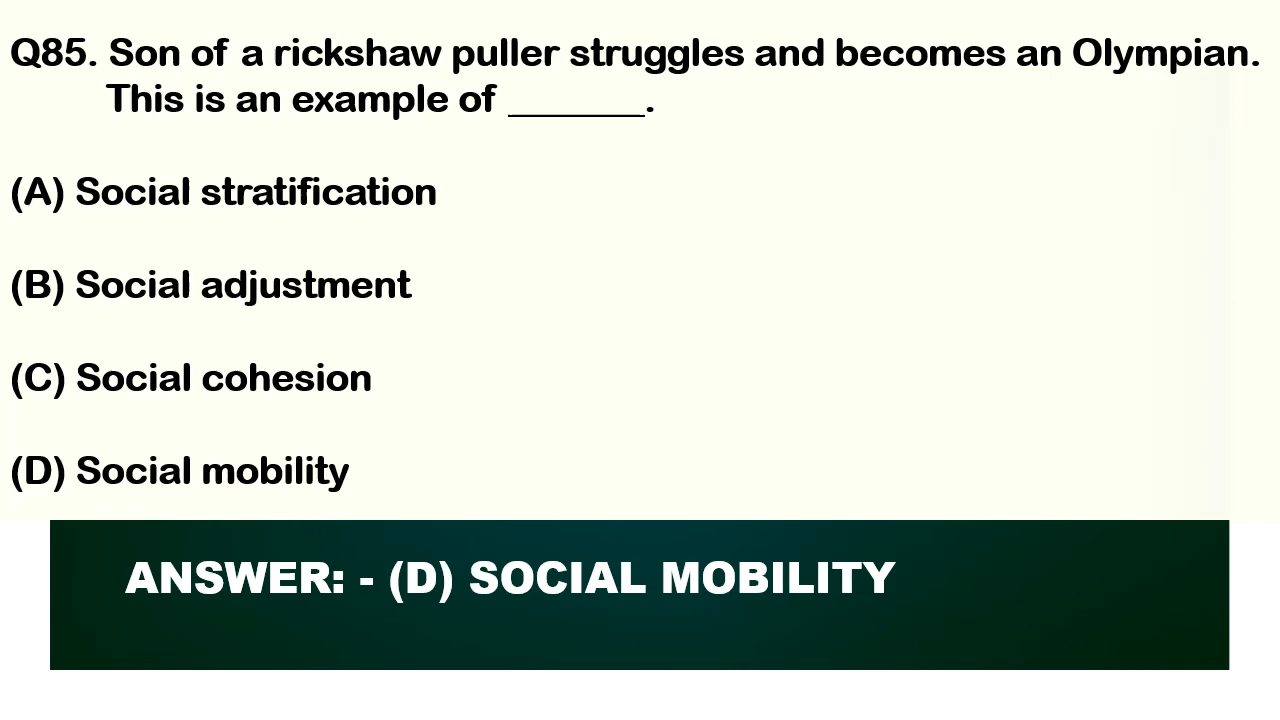 Q85. Son of a rickshaw puller struggles and becomes an Olympian.
This is an example of _______.
(A) Social stratification
(B) Social adjustment
(C) Social cohesion
(D) Social mobility
ANSWER: - (D) SOCIAL MOBILITY